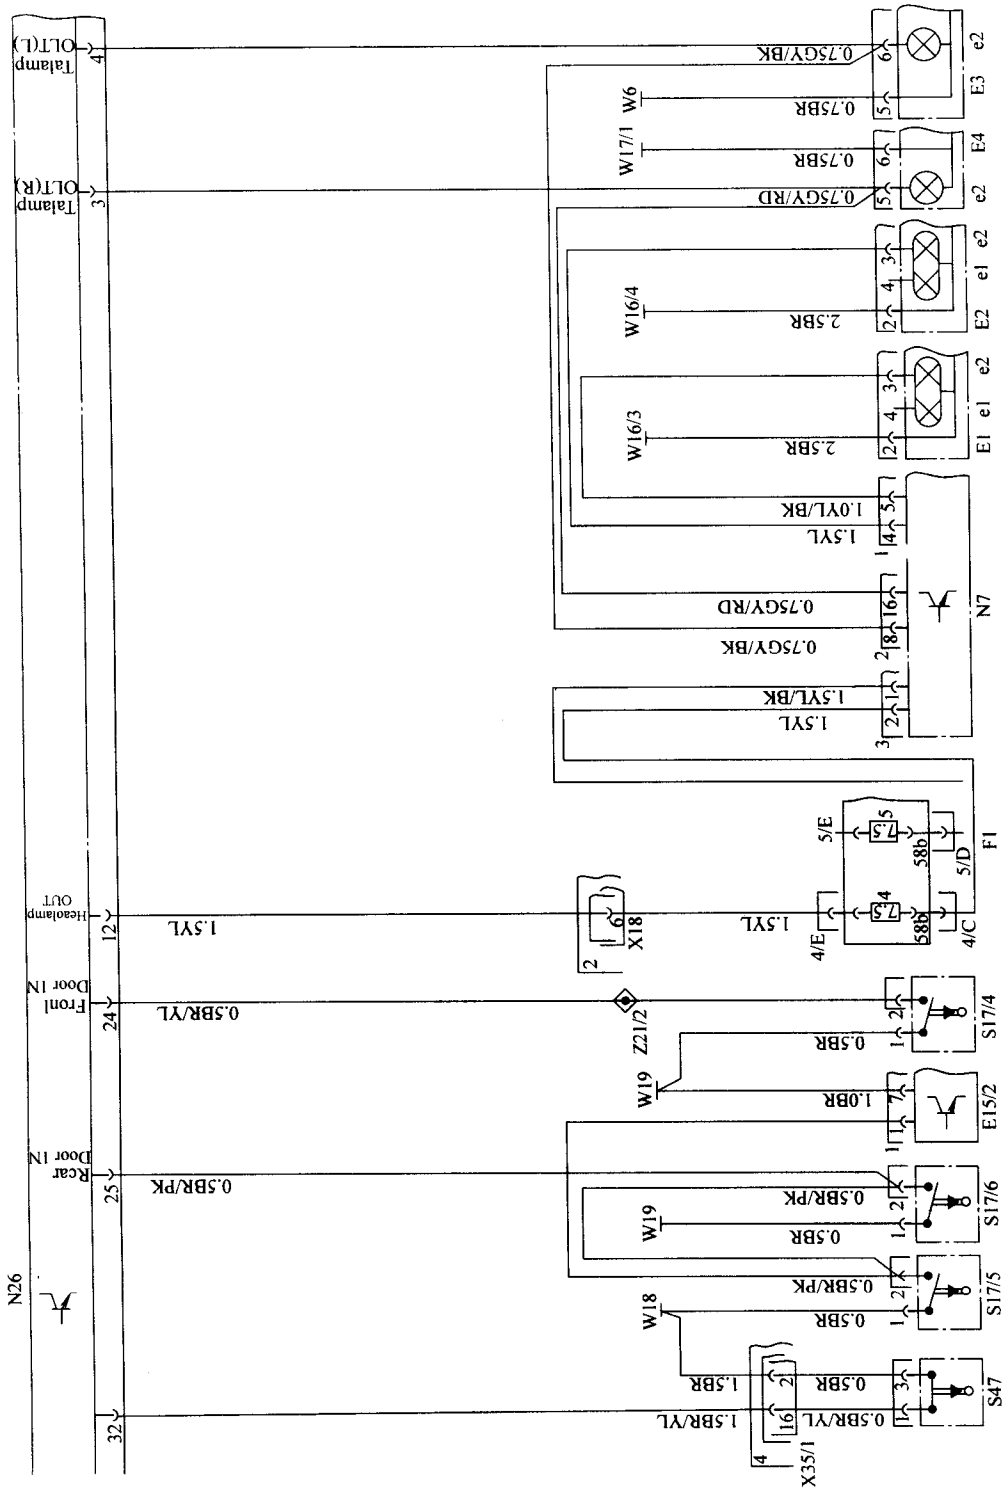 N26
32
25
Rcar
Door IN
24
Fronl
Door IN
12
Heaolamp
OUT
3
Talamp
OLT(R)
4
Talamp
OLT(L)
1.5BR/YL
1.5BR
0.5BR/PK
0.5BR/YL
1.5YL
W18
W19
W19
Z21/2
2
6
X18
W16/3
W16/4
W17/1
W6
4
X35/1
16
2
0.5BR/YL
0.5BR
0.5BR
0.5BR/PK
0.5BR
0.5BR/PK
1.0BR
0.5BR
1.5YL
4/E
5/E
7.5
4
7.5
5
58b
58b
4/C
5/D
1.5YL
1.5YL/BK
0.75GY/BK
0.75GY/RD
1.5YL
1.0YL/BK
2.5BR
2.5BR
0.75GY/RD
0.75BR
0.75BR
0.75GY/BK
1
3
1
2
1
2
1
1
7
1
2
3
2
1
2
8
16
1
4
5
2
4
3
2
4
3
5
6
5
6
S47
S17/5
S17/6
E15/2
S17/4
F1
N7
E1
e1
e2
E2
e1
e2
e2
E4
E3
e2